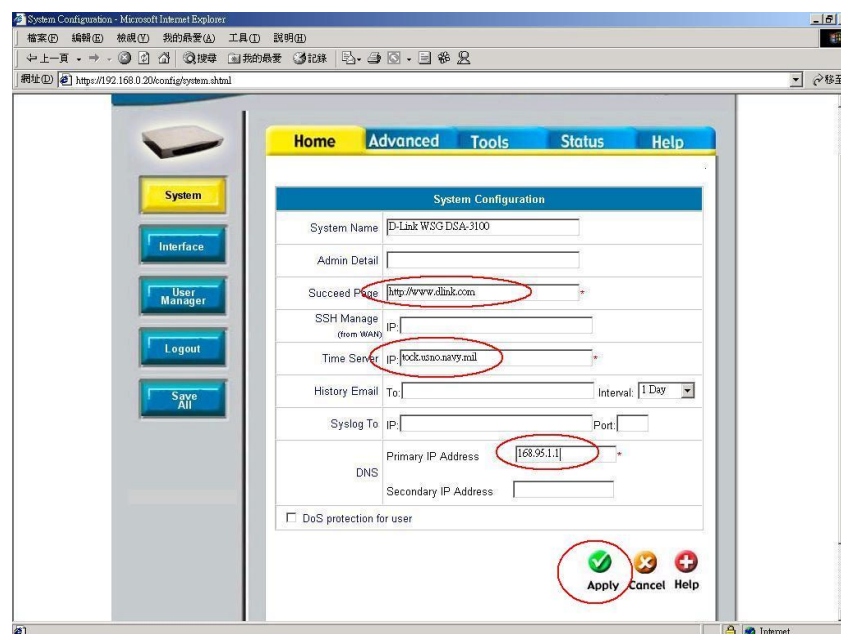 System Configuration - Microsoft Internet Explorer
檔案(F) 編輯(E) 檢視(V) 我的最愛(A) 工具(T) 說明(H)
上一頁 搜尋 我的最愛 記錄
網址(D) https://192.168.0.20/config/system.shtml 移至
Home Advanced Tools Status Help
System
Interface
User Manager
Logout
Save All
System Configuration
System Name D-Link WSG DSA-3100
Admin Detail
Succeed Page http://www.dlink.com *
SSH Manage (from WAN) IP:
Time Server IP: tock.usno.navy.mil *
History Email To: Interval: 1 Day
Syslog To IP: Port:
DNS
Primary IP Address 168.95.1.1 *
Secondary IP Address
DoS protection for user
Apply Cancel Help
Internet